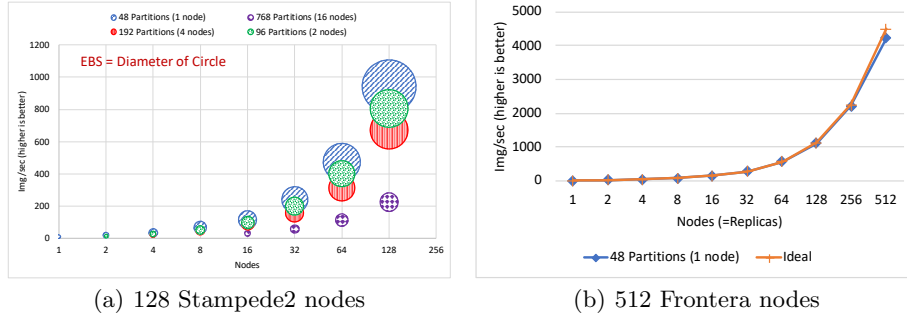 48 Partitions (1 node) 768 Partitions (16 nodes)
192 Partitions (4 nodes) 96 Partitions (2 nodes)
EBS = Diameter of Circle
Img/sec (higher is better)
1200
1000
800
600
400
200
0
1 2 4 8 16 32 64 128 256
Nodes
(a) 128 Stampede2 nodes
Img/sec (higher is better)
5000
4000
3000
2000
1000
0
1 2 4 8 16 32 64 128 256 512
Nodes (=Replicas)
48 Partitions (1 node) Ideal
(b) 512 Frontera nodes